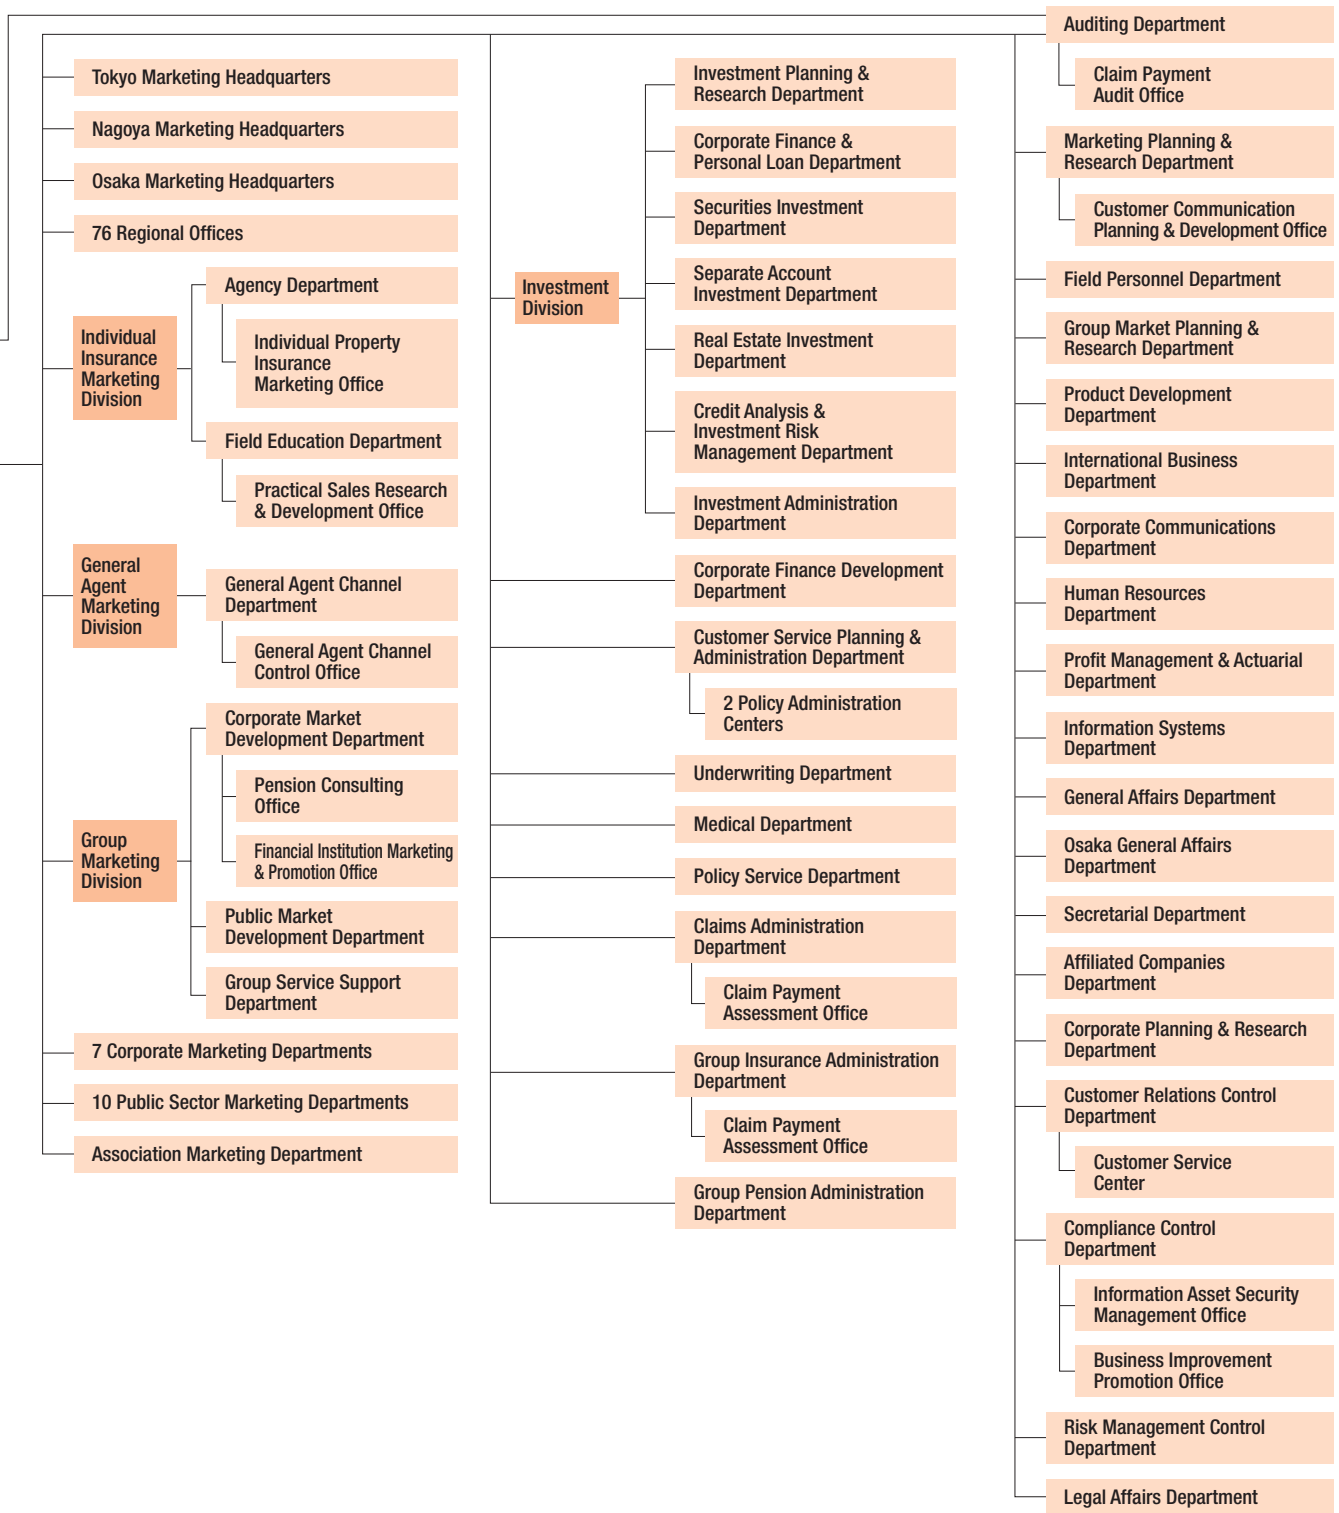 Tokyo Marketing Headquarters
Nagoya Marketing Headquarters
Osaka Marketing Headquarters
76 Regional Offices
Individual
Insurance
Marketing
Division
Agency Department
Individual Property
Insurance
Marketing Office
Field Education Department
Practical Sales Research
& Development Office
General
Agent
Marketing
Division
General Agent Channel
Department
General Agent Channel
Control Office
Group
Marketing
Division
Corporate Market
Development Department
Pension Consulting
Office
Financial Institution Marketing
& Promotion Office
Public Market
Development Department
Group Service Support
Department
7 Corporate Marketing Departments
10 Public Sector Marketing Departments
Association Marketing Department
Investment
Division
Investment Planning &
Research Department
Corporate Finance &
Personal Loan Department
Securities Investment
Department
Separate Account
Investment Department
Real Estate Investment
Department
Credit Analysis &
Investment Risk
Management Department
Investment Administration
Department
Corporate Finance Development
Department
Customer Service Planning &
Administration Department
2 Policy Administration
Centers
Underwriting Department
Medical Department
Policy Service Department
Claims Administration
Department
Claim Payment
Assessment Office
Group Insurance Administration
Department
Claim Payment
Assessment Office
Group Pension Administration
Department
Auditing Department
Claim Payment
Audit Office
Marketing Planning &
Research Department
Customer Communication
Planning & Development Office
Field Personnel Department
Group Market Planning &
Research Department
Product Development
Department
International Business
Department
Corporate Communications
Department
Human Resources
Department
Profit Management & Actuarial
Department
Information Systems
Department
General Affairs Department
Osaka General Affairs
Department
Secretarial Department
Affiliated Companies
Department
Corporate Planning & Research
Department
Customer Relations Control
Department
Customer Service
Center
Compliance Control
Department
Information Asset Security
Management Office
Business Improvement
Promotion Office
Risk Management Control
Department
Legal Affairs Department